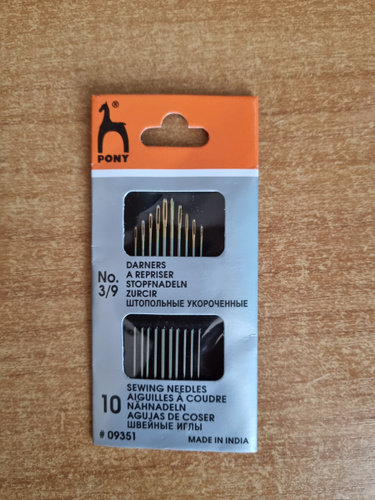 ®
PONY
No.
3/9
DARNERS
A REPRISER
STOPFNADELN
ZURCIR
ШТОПОЛЬНЫЕ УКОРОЧЕННЫЕ
10
SEWING NEEDLES
AIGUILLES À COUDRE
NÄHNADELN
AGUJAS DE COSER
ШВЕЙНЫЕ ИГЛЫ
# 09351
MADE IN INDIA